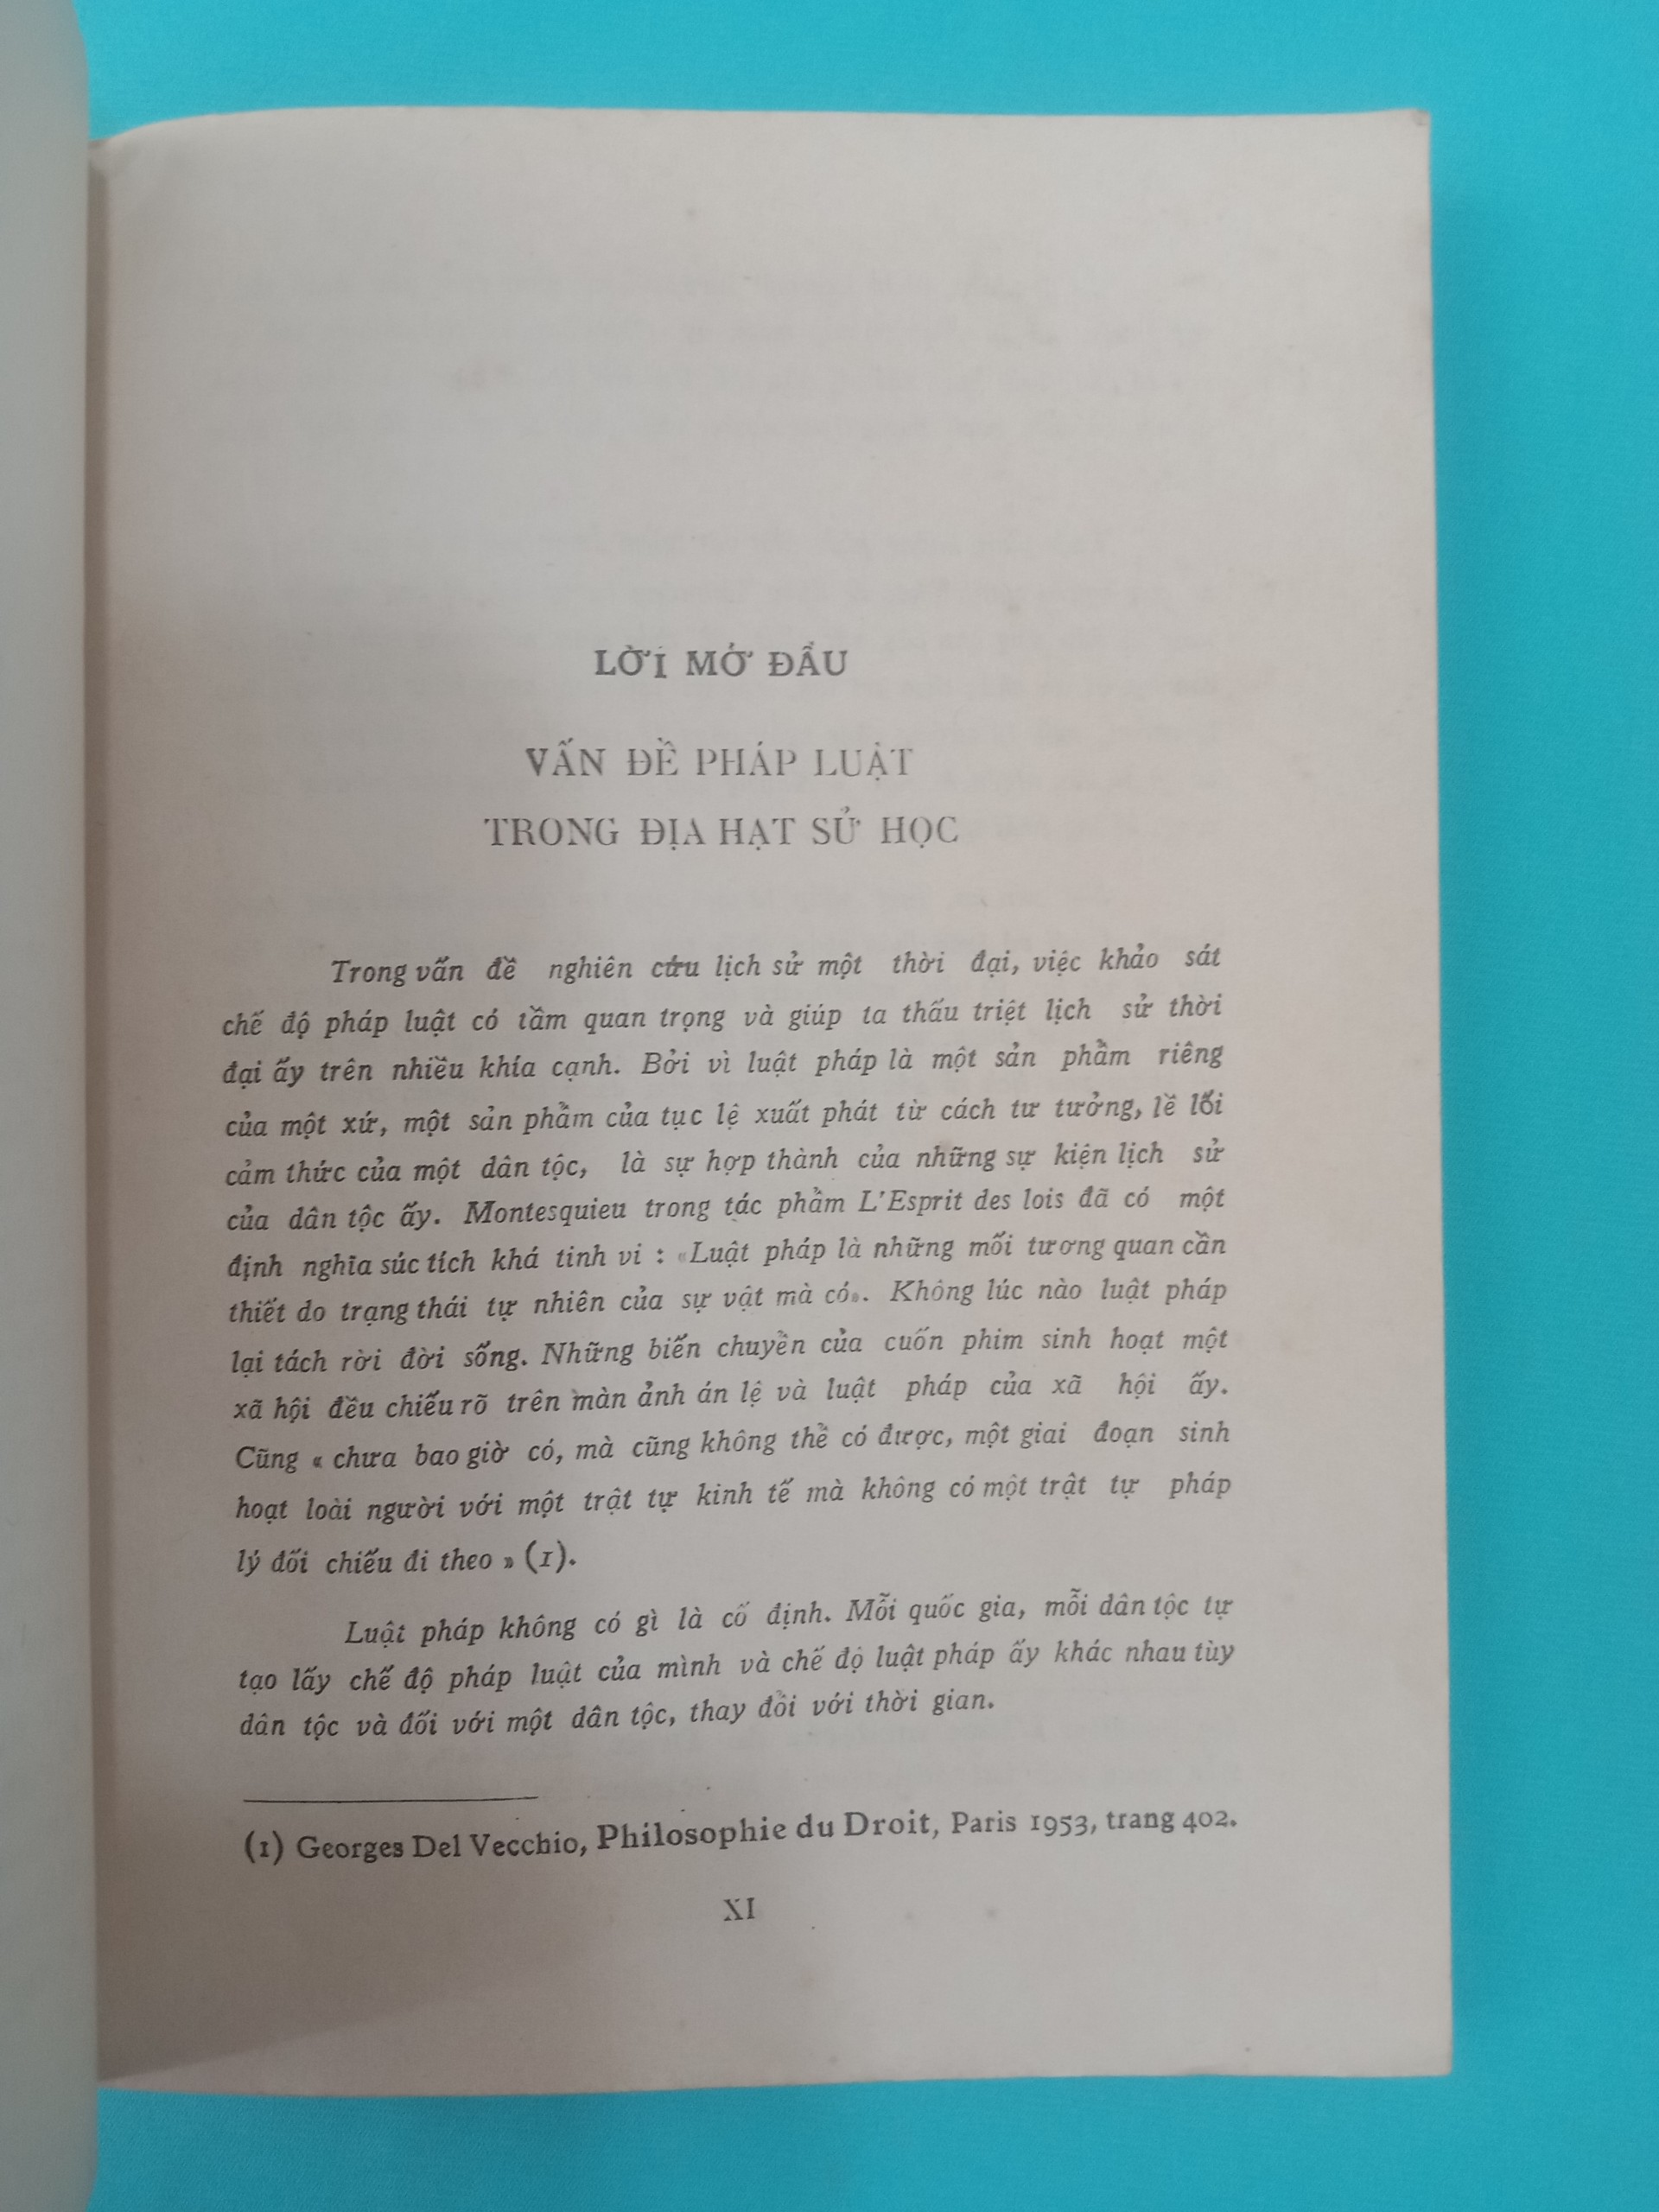 LỜI MỞ ĐẦU
VẤN ĐỀ PHÁP LUẬT
TRONG ĐỊA HẠT SỬ HỌC
Trong vấn đề nghiên cứu lịch sử một thời đại, việc khảo sát
chế độ pháp luật có tầm quan trọng và giúp ta thấu triệt lịch sử thời
đại ấy trên nhiều khía cạnh. Bởi vì luật pháp là một sản phẩm riêng
của một xứ, một sản phẩm của tục lệ xuất phát từ cách tư tưởng, lề lối
cảm thức của một dân tộc, là sự hợp thành của những sự kiện lịch sử
của dân tộc ấy. Montesquieu trong tác phẩm L'Esprit des lois đã có một
định nghĩa súc tích khá tinh vi : «Luật pháp là những mối tương quan cần
thiết do trạng thái tự nhiên của sự vật mà có». Không lúc nào luật pháp
lại tách rời đời sống. Những biến chuyển của cuốn phim sinh hoạt một
xã hội đều chiếu rõ trên màn ảnh án lệ và luật pháp của xã hội ấy.
Cũng « chưa bao giờ có, mà cũng không thể có được, một giai đoạn sinh
hoạt loài người với một trật tự kinh tế mà không có một trật tự pháp
lý đối chiếu đi theo » (1).
Luật pháp không có gì là cố định. Mỗi quốc gia, mỗi dân tộc tự
tạo lấy chế độ pháp luật của mình và chế độ luật pháp ấy khác nhau tùy
dân tộc và đối với một dân tộc, thay đổi với thời gian.
(1) Georges Del Vecchio, Philosophie du Droit, Paris 1953, trang 402.
XI